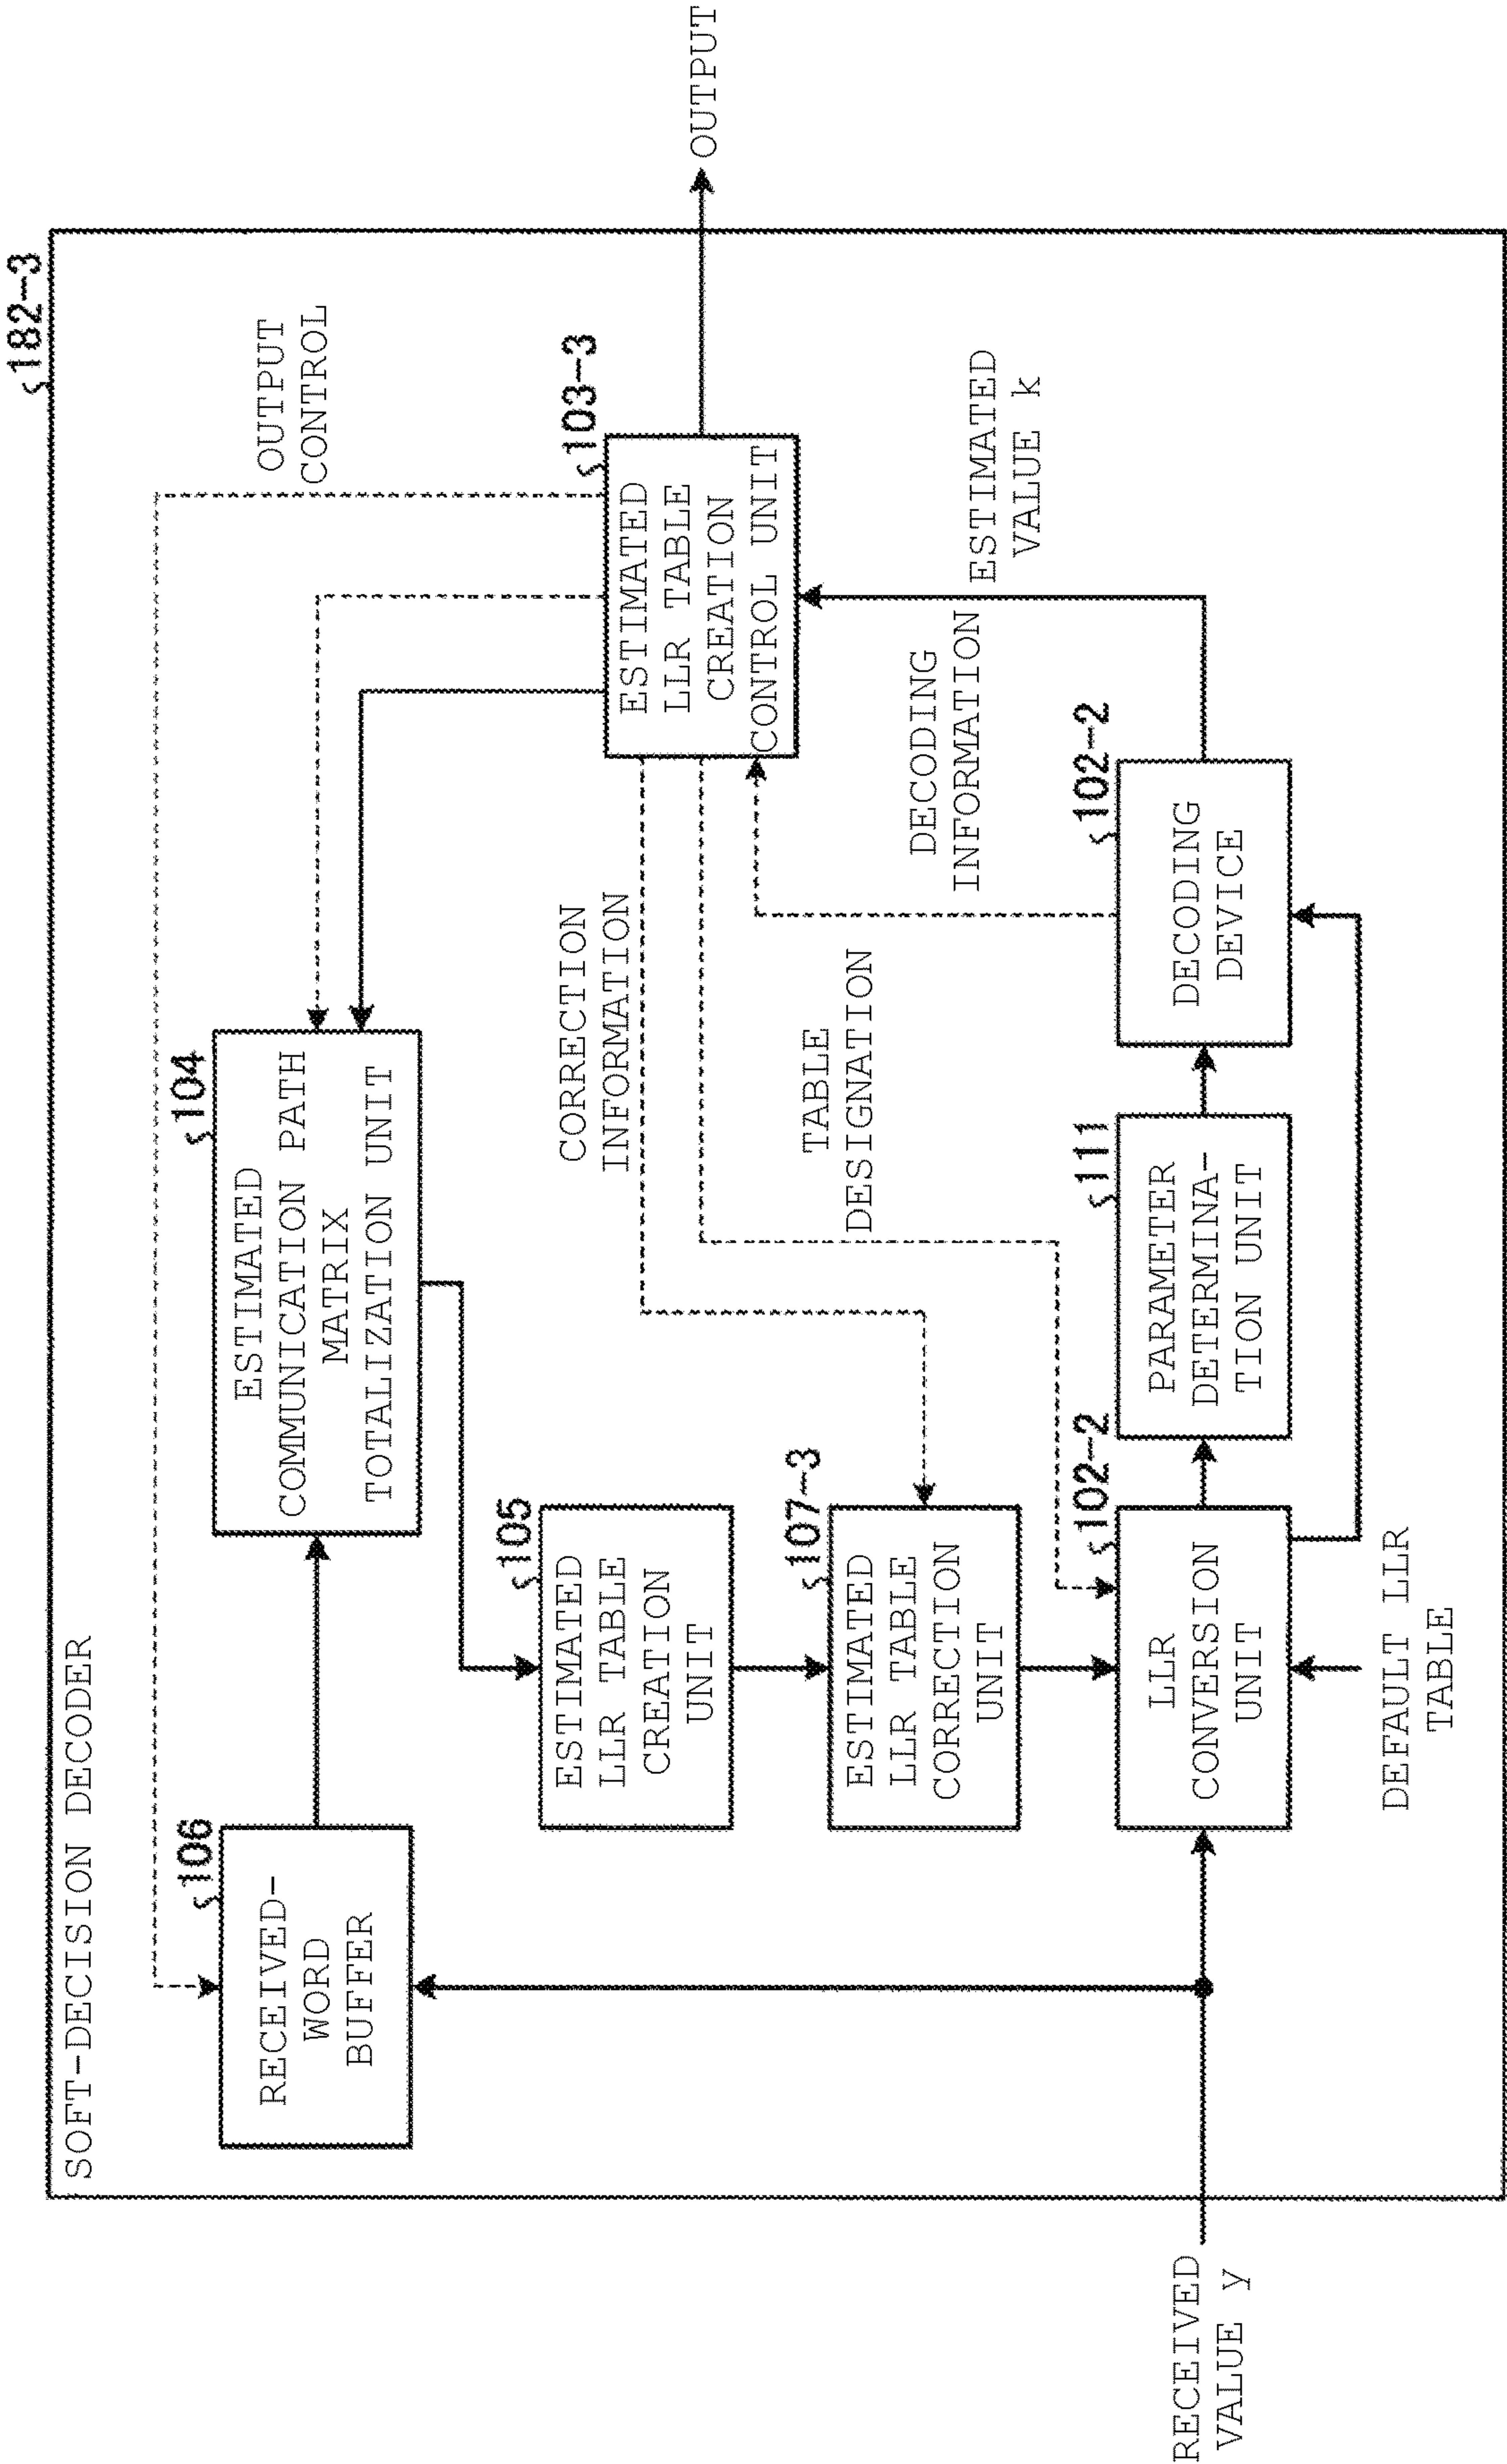 182-3
SOFT-DECISION DECODER
OUTPUT
CONTROL
106
RECEIVED-
WORD
BUFFER
104
ESTIMATED
COMMUNICATION PATH
MATRIX
TOTALIZATION UNIT
105
ESTIMATED
LLR TABLE
CREATION
UNIT
CORRECTION
INFORMATION
103-3
ESTIMATED
LLR TABLE
CREATION
CONTROL UNIT
OUTPUT
107-3
ESTIMATED
LLR TABLE
CORRECTION
UNIT
TABLE
DESIGNATION
DECODING
INFORMATION
ESTIMATED
VALUE k
RECEIVED
VALUE y
102-2
LLR
CONVERSION
UNIT
111
PARAMETER
DETERMINA-
TION UNIT
102-2
DECODING
DEVICE
DEFAULT LLR
TABLE